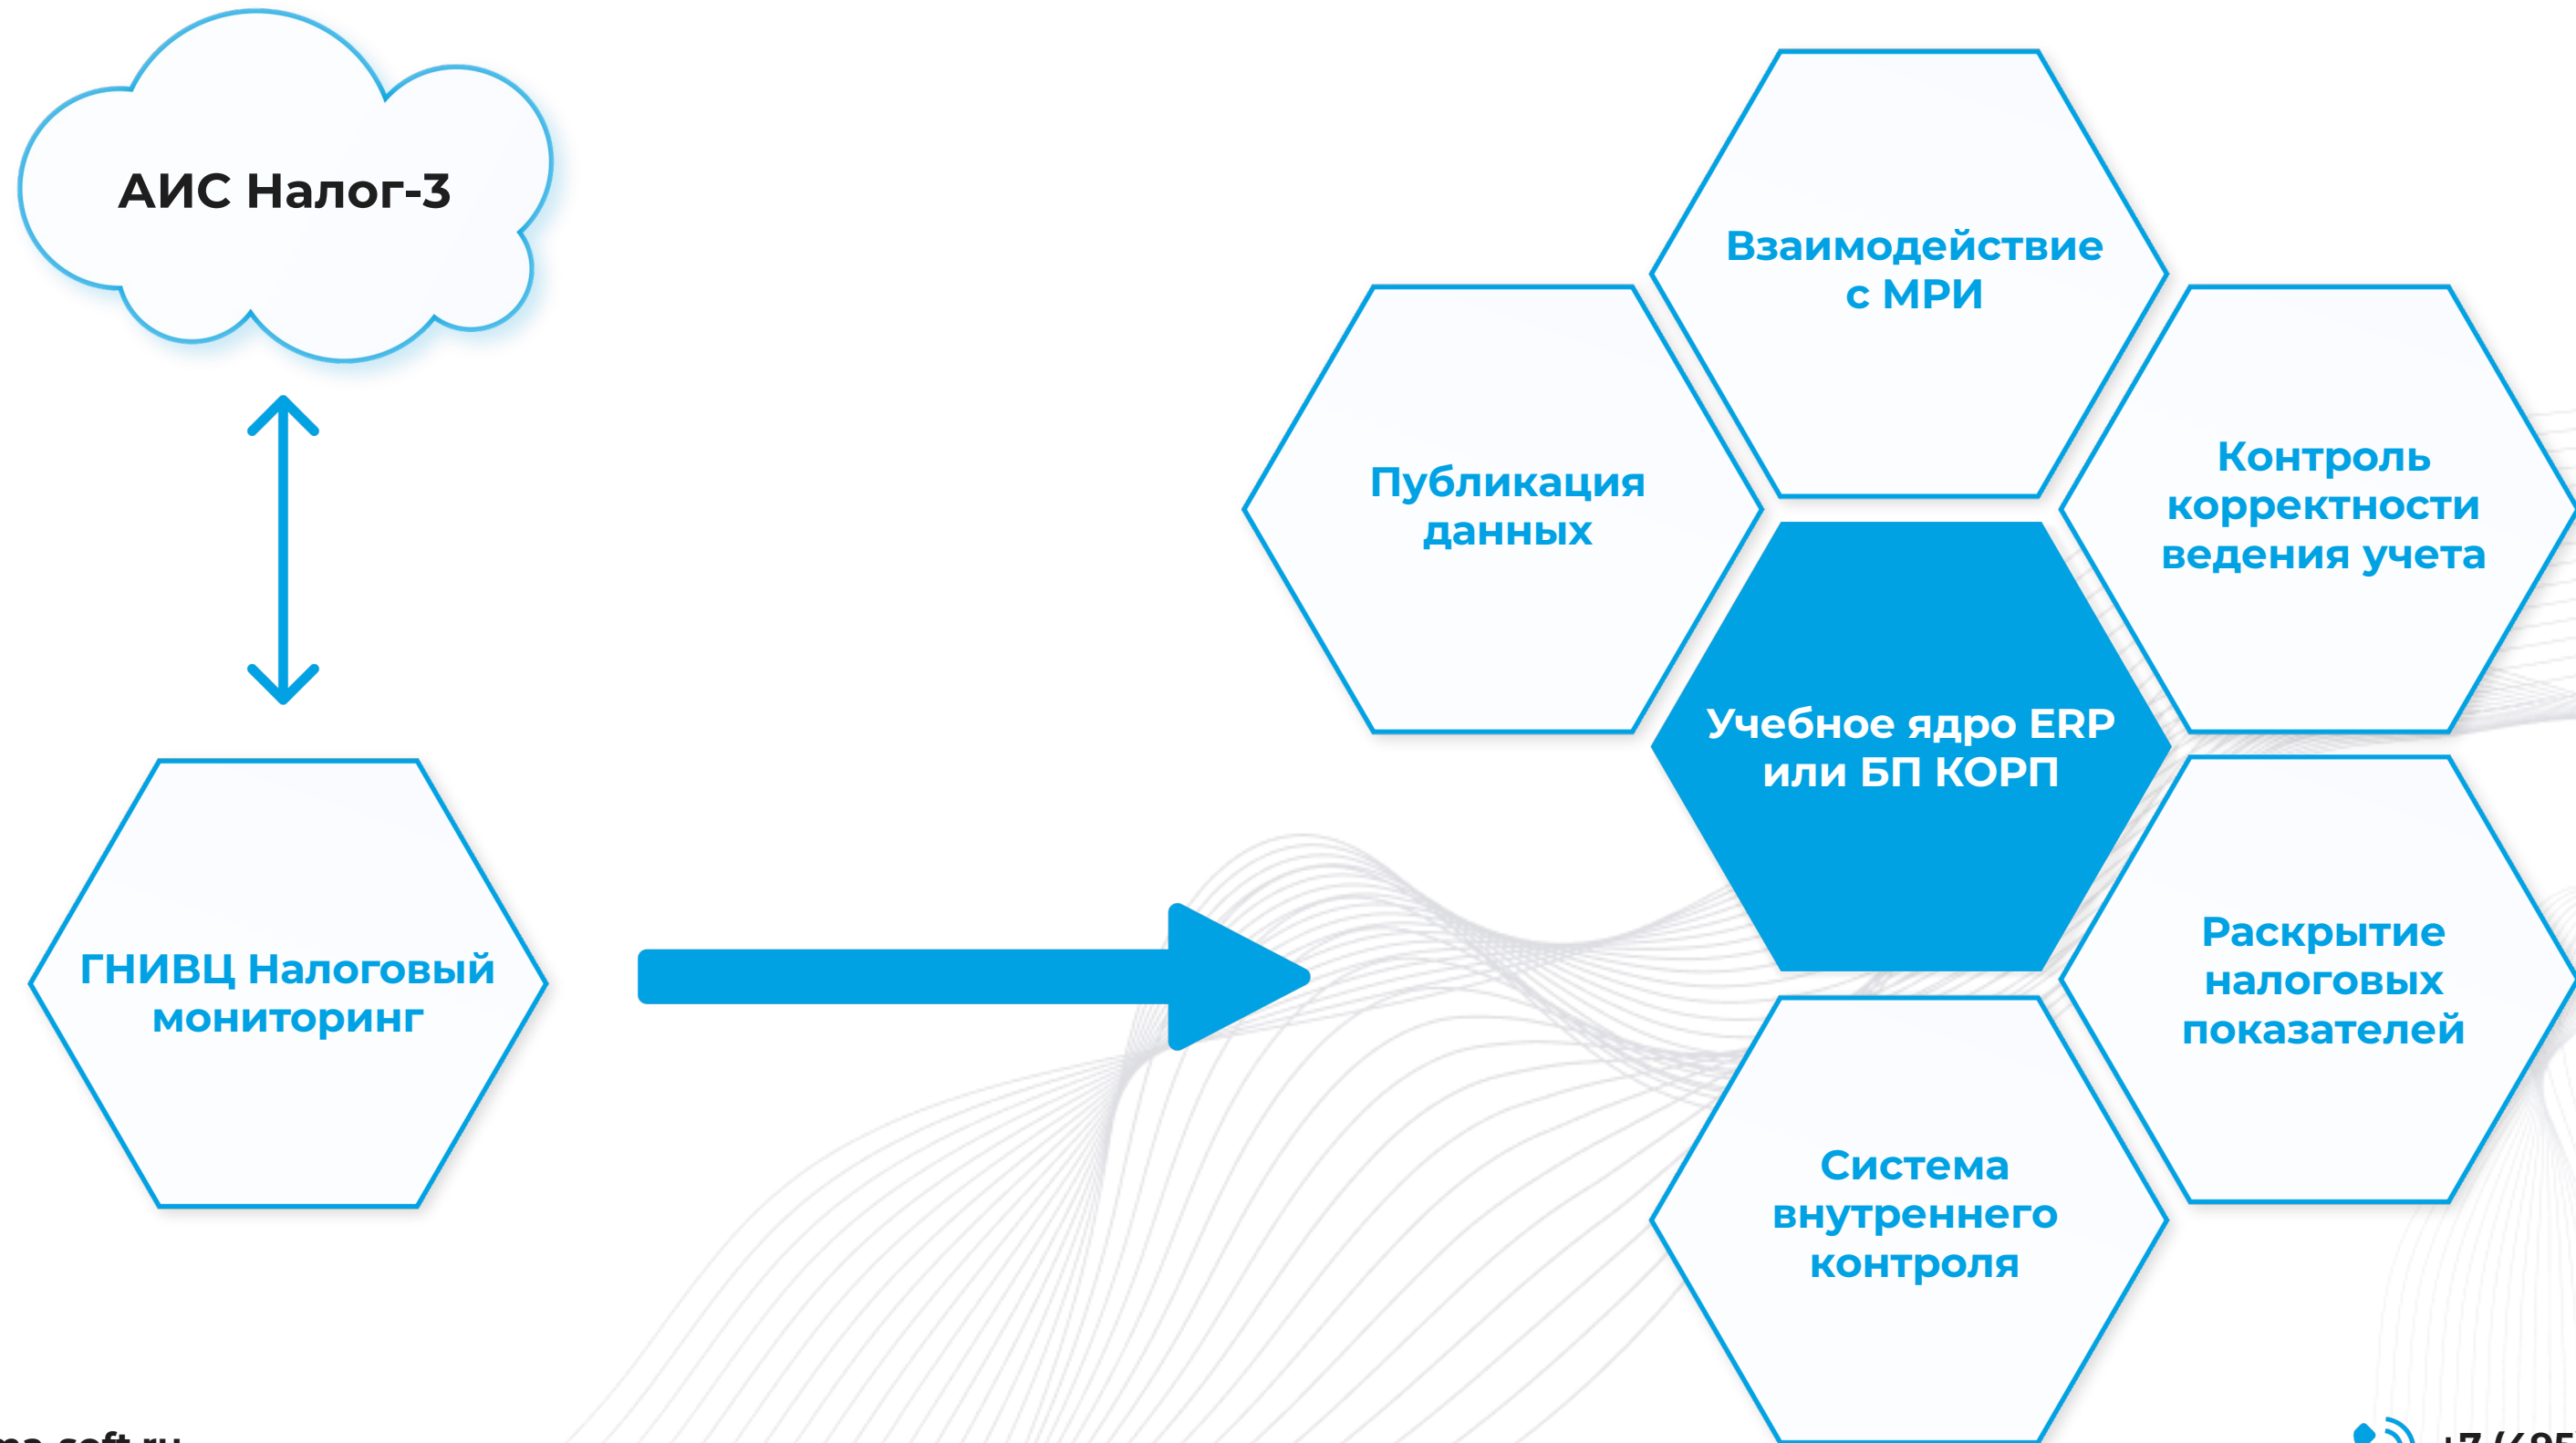 АИС Налог-3
ГНИВЦ Налоговый
мониторинг
Взаимодействие
с МРИ
Публикация
данных
Контроль
корректности
ведения учета
Учебное ядро ERP
или БП КОРП
Раскрытие
налоговых
показателей
Система
внутреннего
контроля